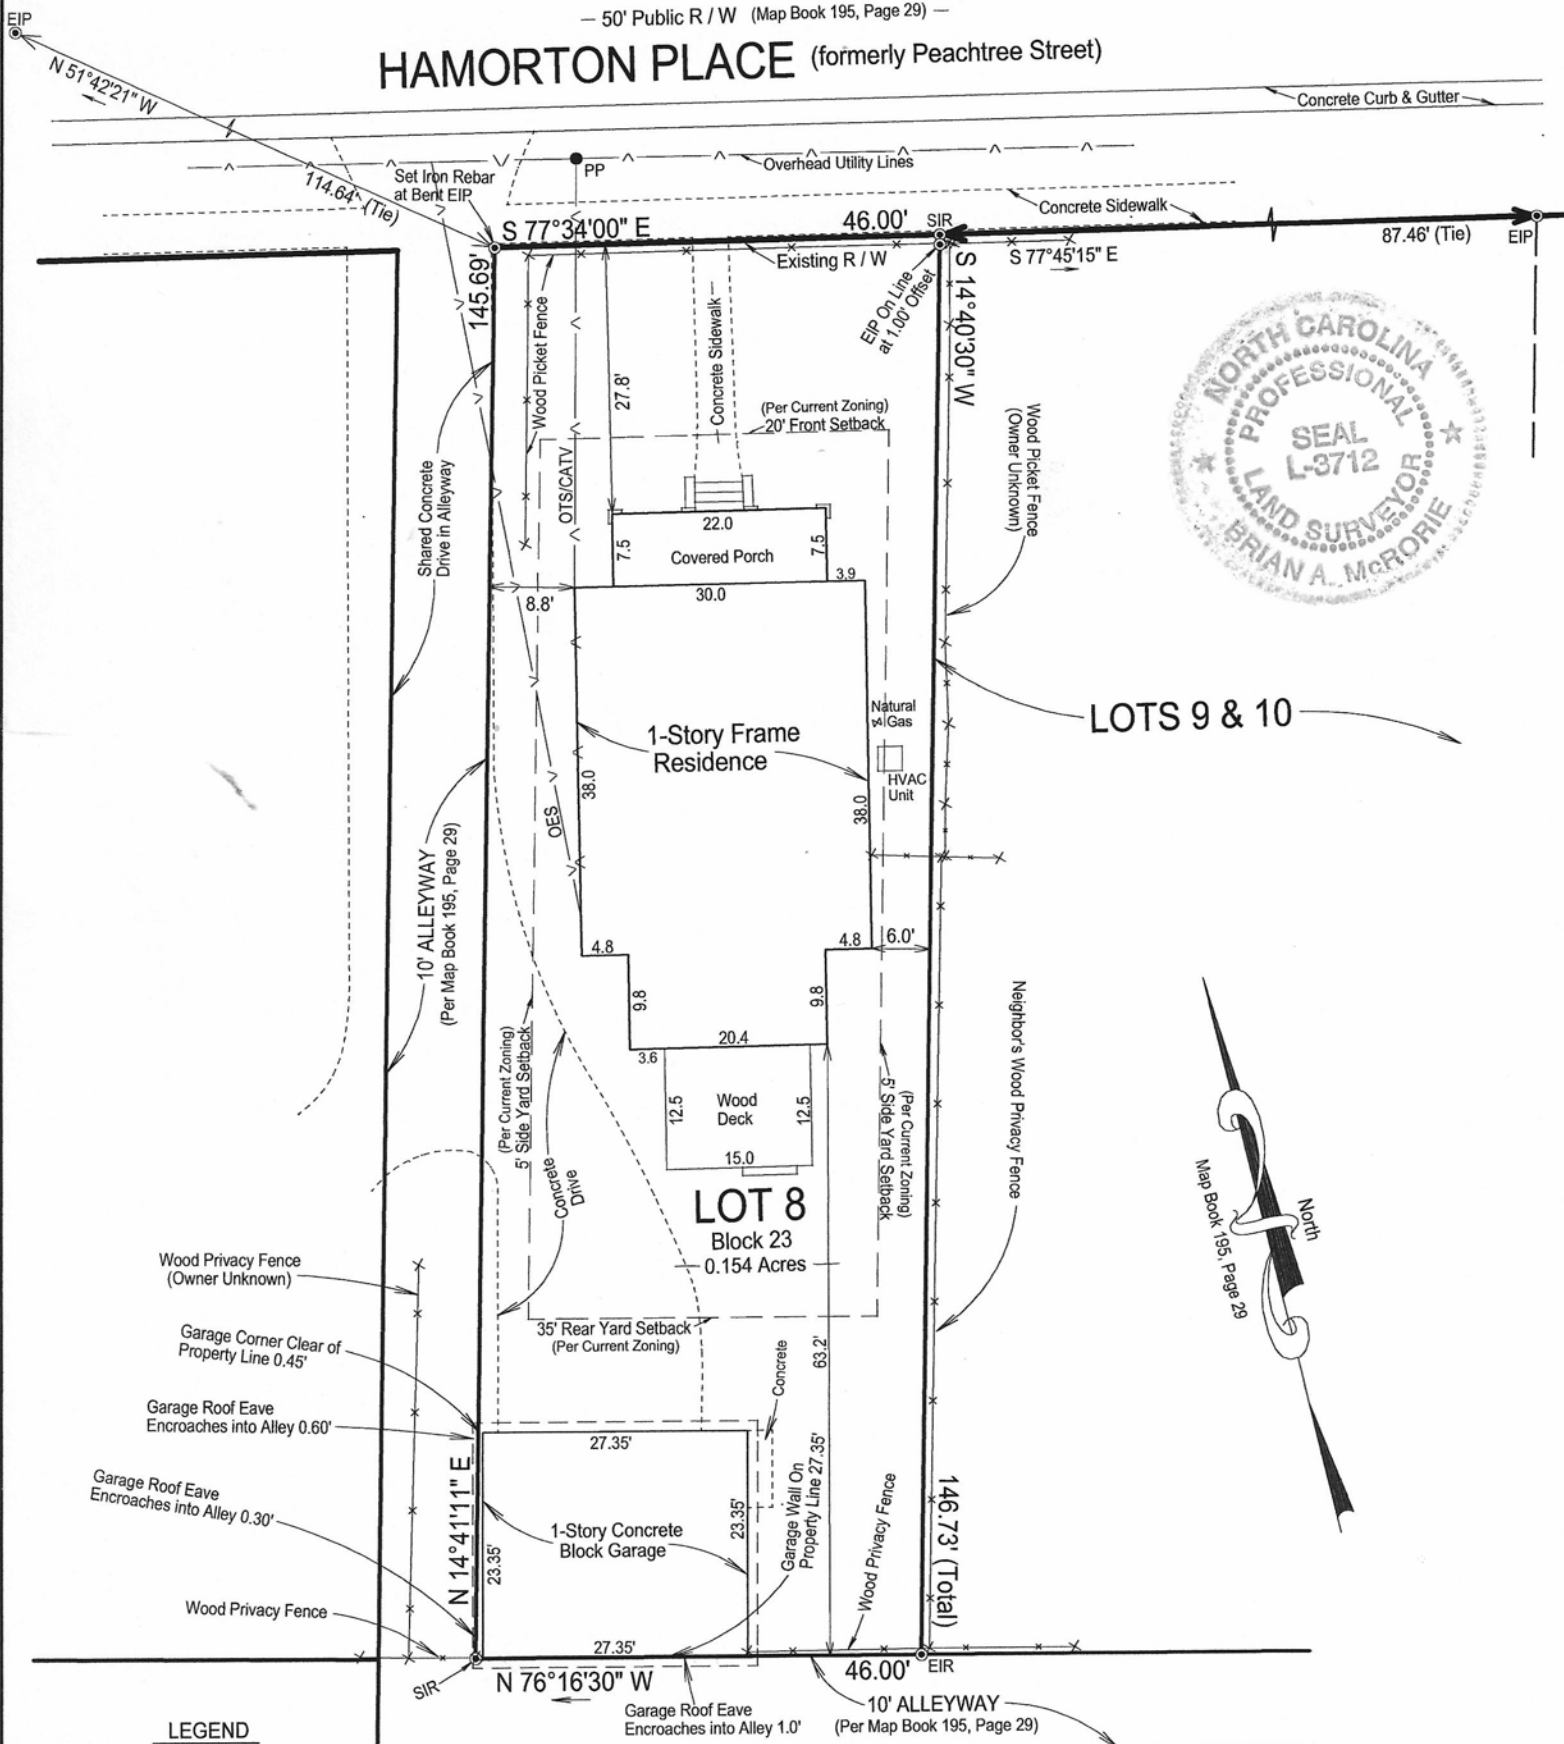 — 50' Public R / W (Map Book 195, Page 29) —
HAMORTON PLACE (formerly Peachtree Street)
EIP
N 51°42'21" W
114.64' (Tie)
Concrete Curb & Gutter
PP
Overhead Utility Lines
Set Iron Rebar
at Bent EIP
Concrete Sidewalk
S 77°34'00" E
46.00'
SIR
87.46' (Tie)
EIP
Existing R / W
S 77°45'15" E
145.69'
EIP On Line
at 1.00' Offset
S 14°40'30" W
Wood Picket Fence
27.8'
Concrete Sidewalk
NORTH CAROLINA
PROFESSIONAL
SEAL
L-3712
LAND SURVEYOR
BRIAN A. McRORIE
(Per Current Zoning)
20' Front Setback
Wood Picket Fence
(Owner Unknown)
Shared Concrete
Drive in Alleyway
OTS/CATV
22.0
7.5
Covered Porch
7.5
3.9
8.8'
30.0
Natural
Gas
LOTS 9 & 10
1-Story Frame
Residence
HVAC
Unit
38.0
38.0
OES
10' ALLEYWAY
(Per Map Book 195, Page 29)
4.8
4.8
6.0'
9.8
9.8
20.4
3.6
Neighbor's Wood Privacy Fence
(Per Current Zoning)
5' Side Yard Setback
12.5
Wood
Deck
12.5
15.0
5' Side Yard Setback
(Per Current Zoning)
Concrete
Drive
LOT 8
Block 23
0.154 Acres
North
Map Book 195, Page 29
Wood Privacy Fence
(Owner Unknown)
35' Rear Yard Setback
(Per Current Zoning)
63.2'
Garage Corner Clear of
Property Line 0.45'
Concrete
Garage Roof Eave
Encroaches into Alley 0.60'
27.35'
Garage Roof Eave
Encroaches into Alley 0.30'
N 14°41'11" E
23.35'
1-Story Concrete
Block Garage
23.35'
Garage Wall On
Property Line 27.35'
Wood Privacy Fence
146.73' (Total)
Wood Privacy Fence
27.35'
SIR
N 76°16'30" W
46.00'
EIR
Garage Roof Eave
Encroaches into Alley 1.0'
10' ALLEYWAY
(Per Map Book 195, Page 29)
LEGEND